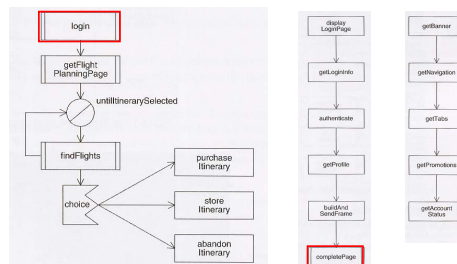 login
getFlight
PlanningPage
untilItinerarySelected
findFlights
choice
purchase
Itinerary
store
Itinerary
abandon
Itinerary
display
LoginPage
getLoginInfo
authenticate
getProfile
buildAnd
SendFrame
completePage
getBanner
getNavigation
getTabs
getPromotions
getAccount
Status